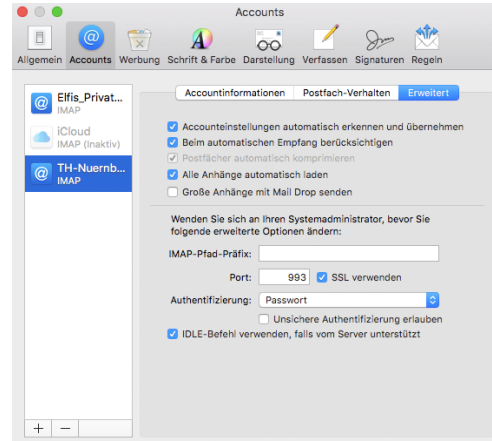 Accounts
Allgemein Accounts Werbung Schrift & Farbe Darstellung Verfassen Signaturen Regeln
Elfis_Privat...
IMAP
iCloud
IMAP (Inaktiv)
TH-Nuernb...
IMAP
Accountinformationen Postfach-Verhalten Erweitert
Accounteinstellungen automatisch erkennen und übernehmen
Beim automatischen Empfang berücksichtigen
Postfächer automatisch komprimieren
Alle Anhänge automatisch laden
Große Anhänge mit Mail Drop senden
Wenden Sie sich an Ihren Systemadministrator, bevor Sie
folgende erweiterte Optionen ändern:
IMAP-Pfad-Präfix:
Port: 993 SSL verwenden
Authentifizierung: Passwort
Unsichere Authentifizierung erlauben
IDLE-Befehl verwenden, falls vom Server unterstützt